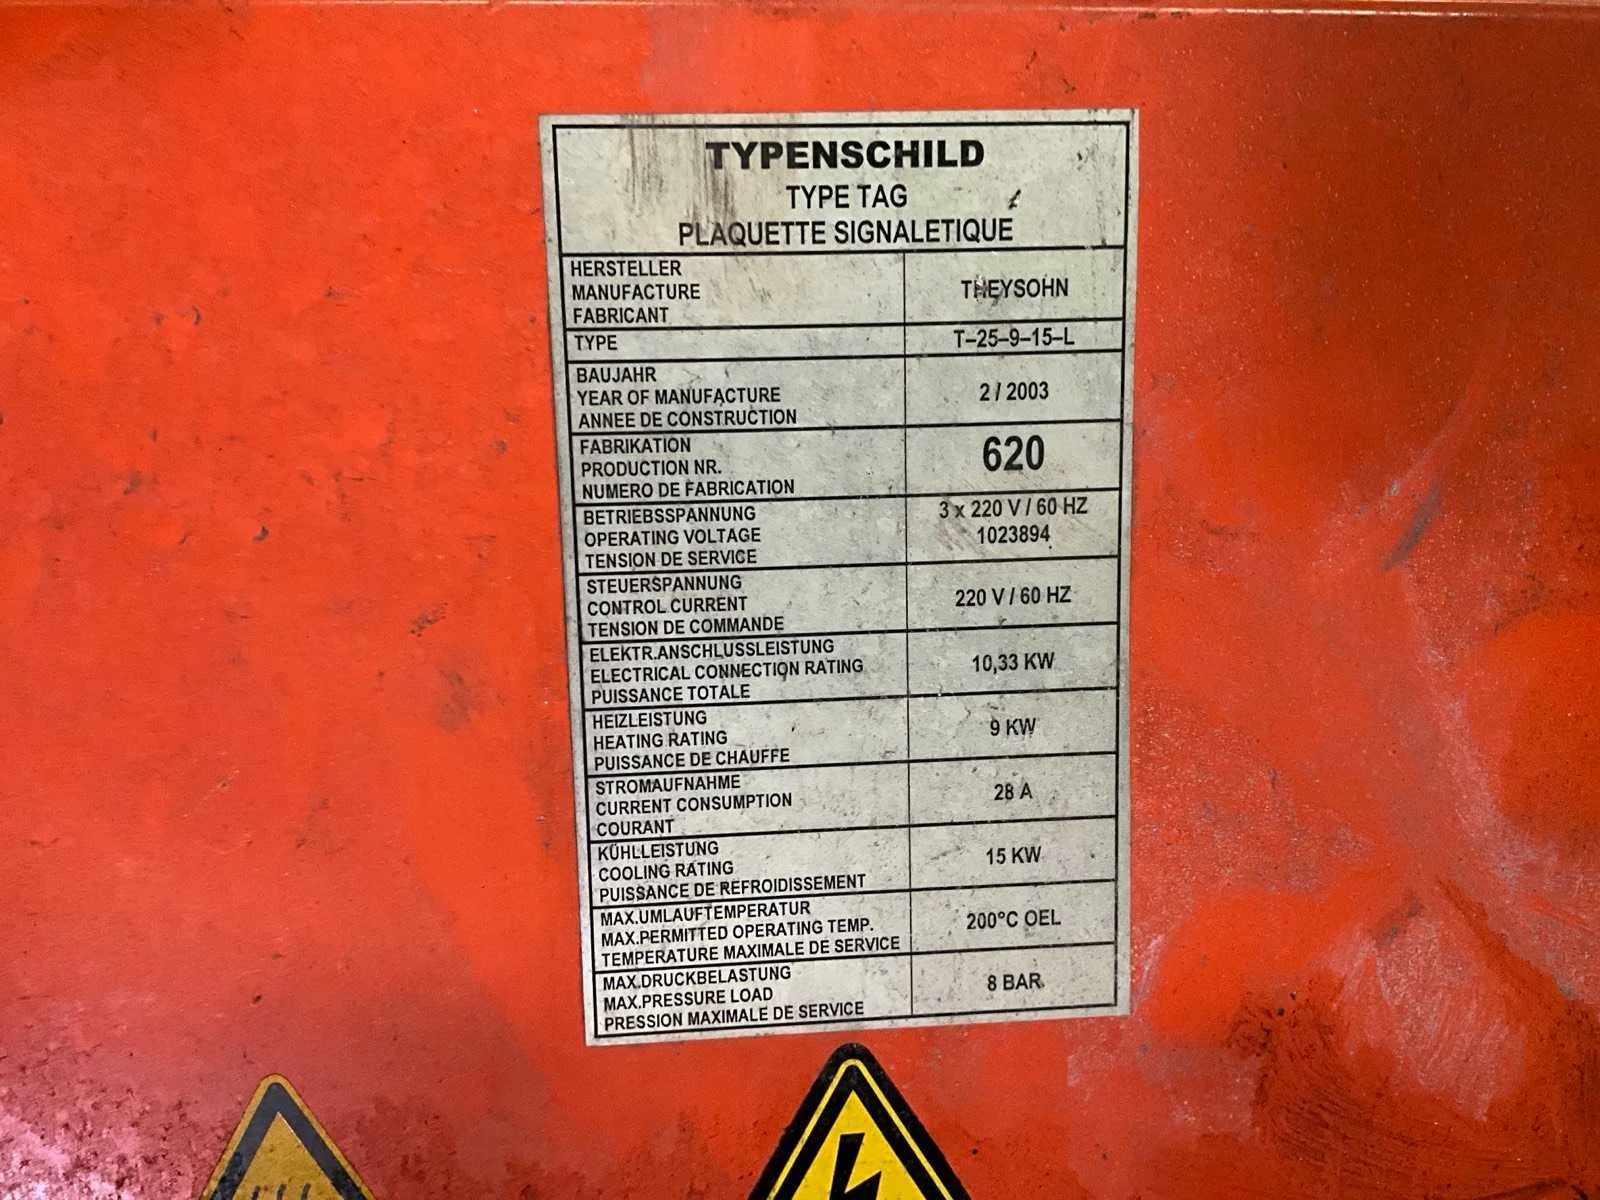 TYPENSCHILD
TYPE TAG
PLAQUETTE SIGNALETIQUE
HERSTELLER
MANUFACTURE
FABRICANT
THEYSOHN
TYPE
T–25–9–15–L
BAUJAHR
YEAR OF MANUFACTURE
ANNEE DE CONSTRUCTION
2 / 2003
FABRIKATION
PRODUCTION NR.
NUMERO DE FABRICATION
620
BETRIEBSSPANNUNG
OPERATING VOLTAGE
TENSION DE SERVICE
3 x 220 V / 60 HZ
1023894
STEUERSPANNUNG
CONTROL CURRENT
TENSION DE COMMANDE
220 V / 60 HZ
ELEKTR.ANSCHLUSSLEISTUNG
ELECTRICAL CONNECTION RATING
PUISSANCE TOTALE
10,33 KW
HEIZLEISTUNG
HEATING RATING
PUISSANCE DE CHAUFFE
9 KW
STROMAUFNAHME
CURRENT CONSUMPTION
COURANT
28 A
KÜHLLEISTUNG
COOLING RATING
PUISSANCE DE REFROIDISSEMENT
15 KW
MAX.UMLAUFTEMPERATUR
MAX.PERMITTED OPERATING TEMP.
TEMPERATURE MAXIMALE DE SERVICE
200°C OEL
MAX.DRUCKBELASTUNG
MAX.PRESSURE LOAD
PRESSION MAXIMALE DE SERVICE
8 BAR